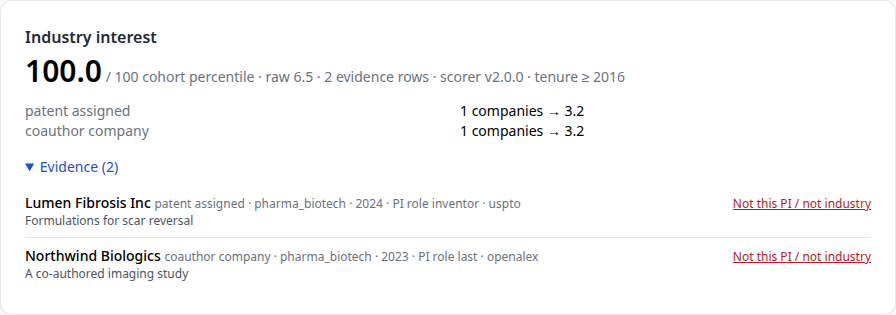 Industry interest
100.0 / 100 cohort percentile · raw 6.5 · 2 evidence rows · scorer v2.0.0 · tenure ≥ 2016
patent assigned 1 companies → 3.2
coauthor company 1 companies → 3.2
▼ Evidence (2)
Lumen Fibrosis Inc patent assigned · pharma_biotech · 2024 · PI role inventor · uspto Not this PI / not industry
Formulations for scar reversal
Northwind Biologics coauthor company · pharma_biotech · 2023 · PI role last · openalex Not this PI / not industry
A co-authored imaging study